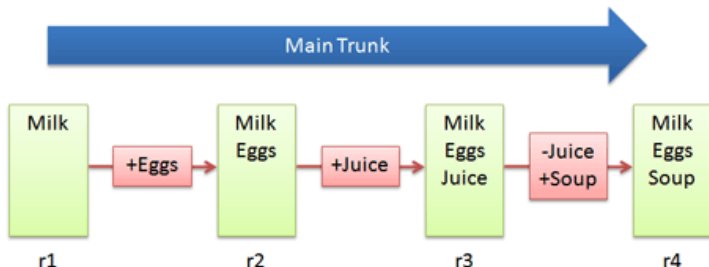 Main Trunk
Milk
+Eggs
Milk
Eggs
+Juice
Milk
Eggs
Juice
-Juice
+Soup
Milk
Eggs
Soup
r1
r2
r3
r4